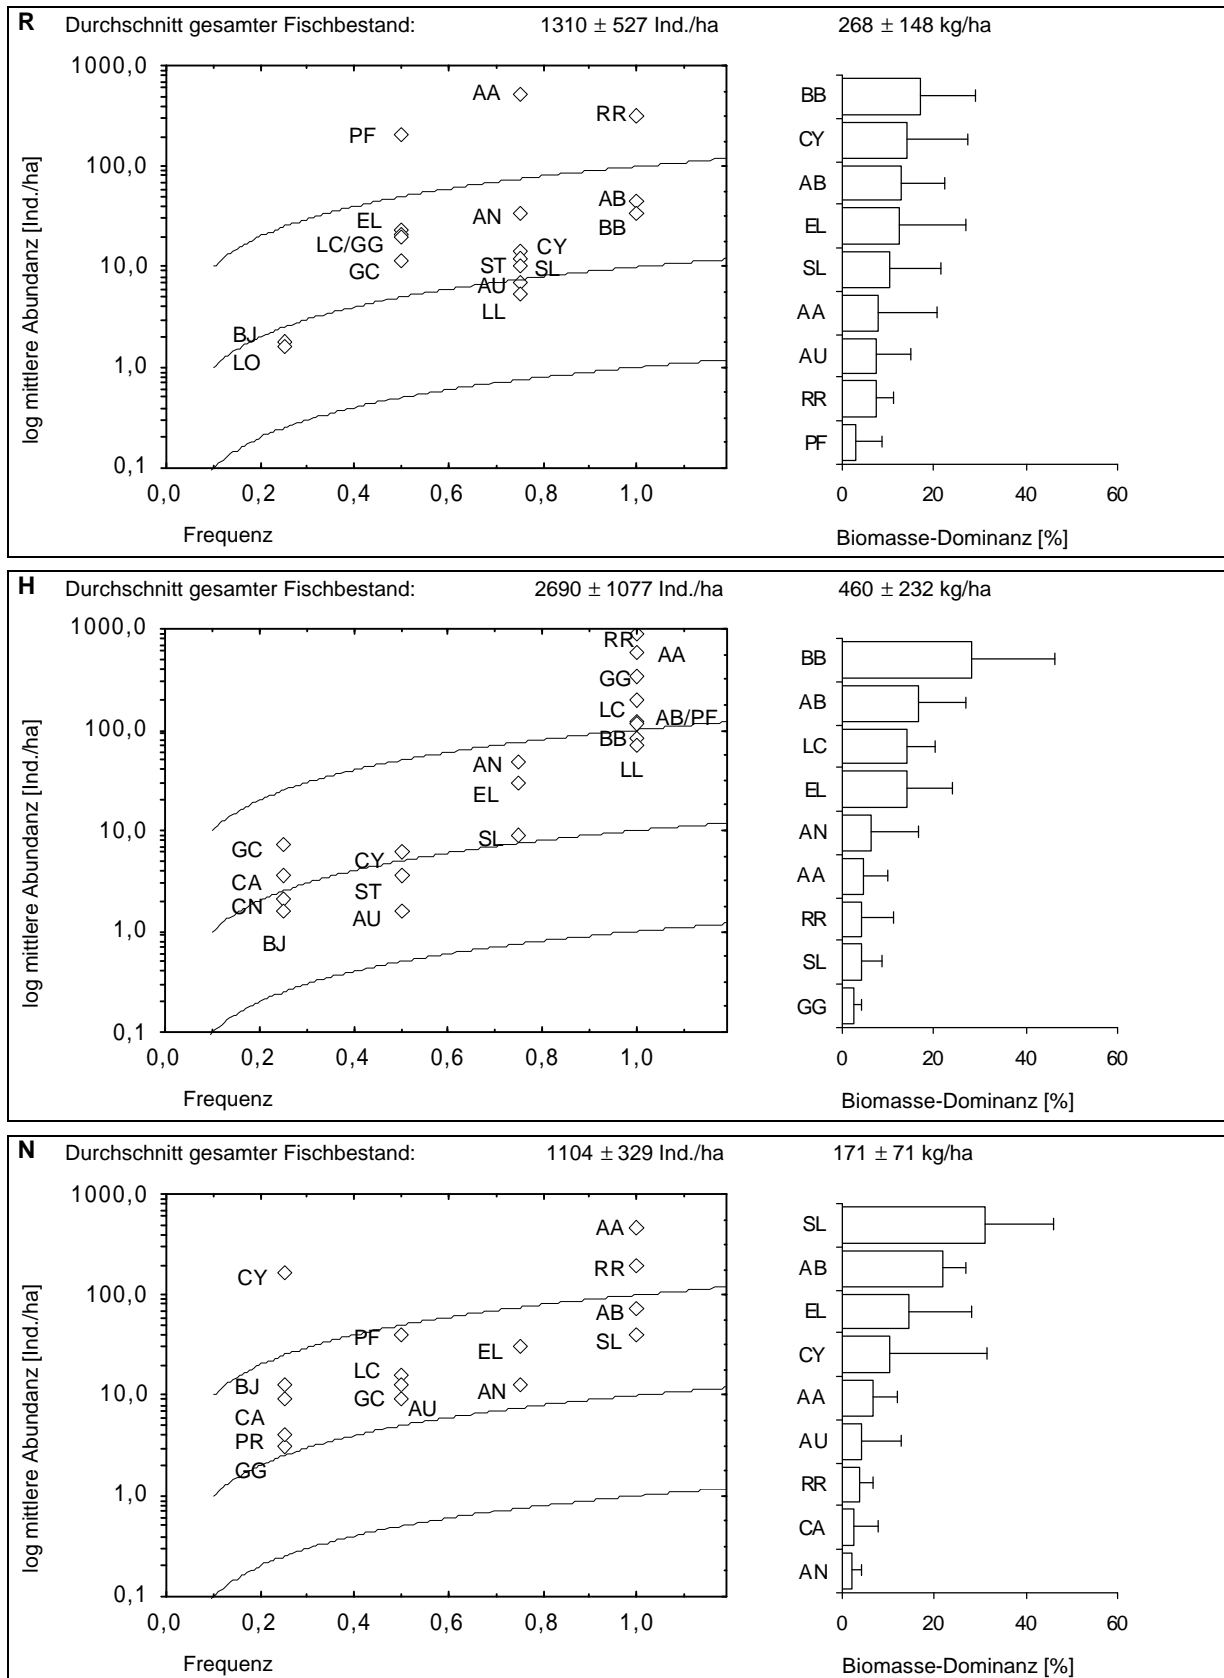 R Durchschnitt gesamter Fischbestand: 1310 ± 527 Ind./ha 268 ± 148 kg/ha
log mittlere Abundanz [Ind./ha]
1000,0
100,0
10,0
1,0
0,1
AA
RR
PF
AB
EL
AN
BB
LC/GG
CY
ST
SL
GC
AU
LL
BJ
LO
0,0 0,2 0,4 0,6 0,8 1,0
Frequenz
BB
CY
AB
EL
SL
AA
AU
RR
PF
0 20 40 60
Biomasse-Dominanz [%]
H Durchschnitt gesamter Fischbestand: 2690 ± 1077 Ind./ha 460 ± 232 kg/ha
log mittlere Abundanz [Ind./ha]
1000,0
100,0
10,0
1,0
0,1
RR
AA
GG
LC
AB/PF
BB
LL
AN
EL
SL
GC
CY
CA
ST
CN
AU
BJ
0,0 0,2 0,4 0,6 0,8 1,0
Frequenz
BB
AB
LC
EL
AN
AA
RR
SL
GG
0 20 40 60
Biomasse-Dominanz [%]
N Durchschnitt gesamter Fischbestand: 1104 ± 329 Ind./ha 171 ± 71 kg/ha
log mittlere Abundanz [Ind./ha]
1000,0
100,0
10,0
1,0
0,1
AA
RR
CY
AB
PF
SL
EL
LC
BJ
AN
GC
AU
CA
PR
GG
0,0 0,2 0,4 0,6 0,8 1,0
Frequenz
SL
AB
EL
CY
AA
AU
RR
CA
AN
0 20 40 60
Biomasse-Dominanz [%]